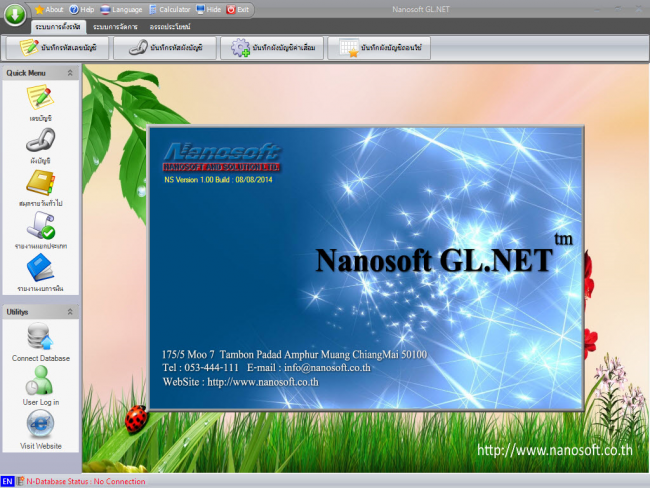 About Help Language Calculator Hide Exit
Nanosoft GL.NET
ระบบการตั้งรหัส ระบบการจัดการ อรรถประโยชน์
บันทึกรหัสเลขบัญชี บันทึกรหัสผังบัญชี บันทึกผังบัญชีค่าเสื่อม บันทึกผังบัญชีถอนใช้
Quick Menu
เลขบัญชี
ผังบัญชี
สมุดรายวันทั่วไป
รายงานแยกประเภท
รายงานงบการเงิน
Utilitys
Connect Database
User Log in
Visit Website
Nanosoft
NANOSOFT AND SOLUTION LTD.
NS Version 1.00 Build : 08/08/2014
Nanosoft GL.NET tm
175/5 Moo 7 Tambon Padad Amphur Muang ChiangMai 50100
Tel : 053-444-111 E-mail : info@nanosoft.co.th
WebSite : http://www.nanosoft.co.th
http://www.nanosoft.co.th
EN N-Database Status : No Connection